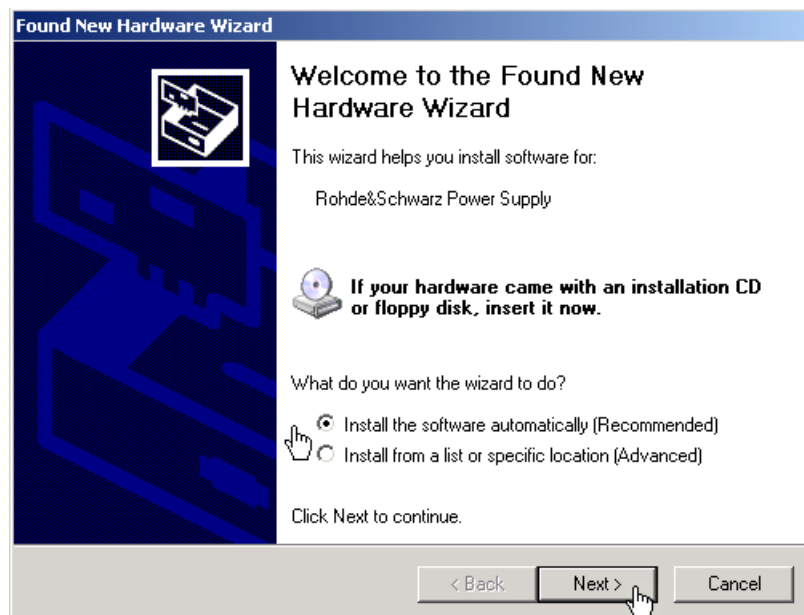 Found New Hardware Wizard
Welcome to the Found New
Hardware Wizard
This wizard helps you install software for:
Rohde&Schwarz Power Supply
If your hardware came with an installation CD
or floppy disk, insert it now.
What do you want the wizard to do?
Install the software automatically (Recommended)
Install from a list or specific location (Advanced)
Click Next to continue.
< Back Next > Cancel